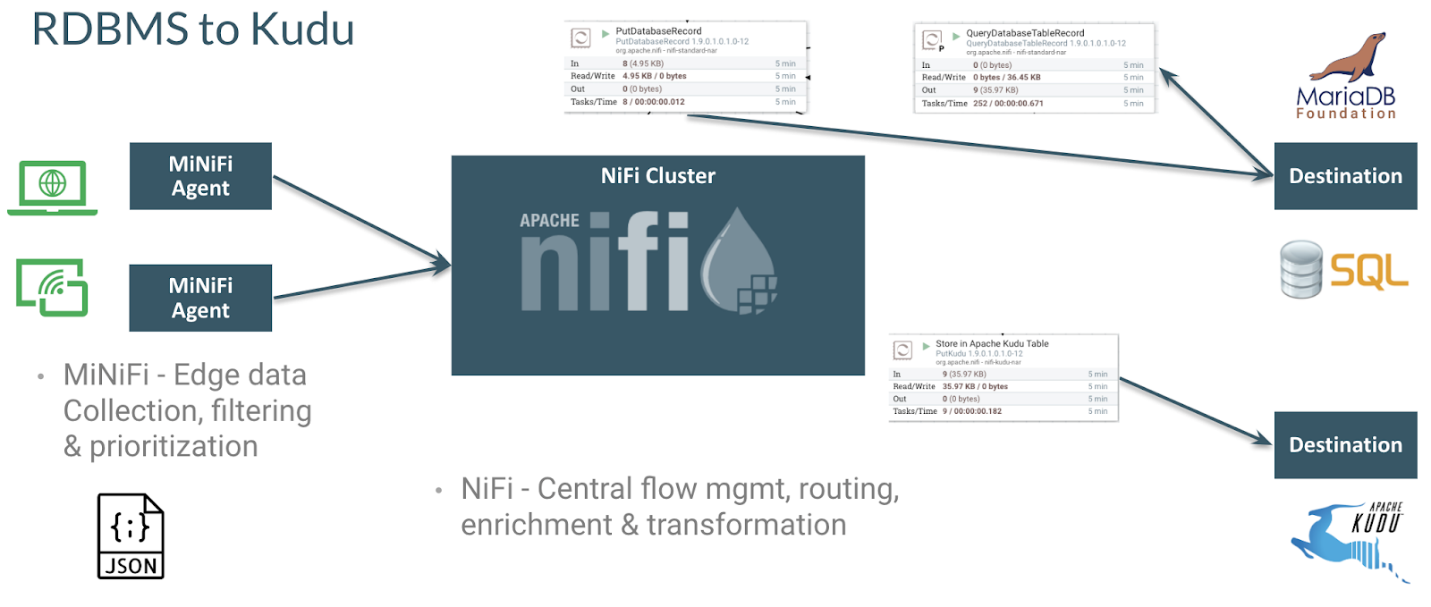 RDBMS to Kudu
PutDatabaseRecord
PutDatabaseRecord 1.9.0.1.0.1.0-12
org.apache.nifi - nifi-standard-nar
In 8 (4.95 KB) 5 min
Read/Write 4.95 KB / 0 bytes 5 min
Out 0 (0 bytes) 5 min
Tasks/Time 8 / 00:00:00.012 5 min
P
QueryDatabaseTableRecord
QueryDatabaseTableRecord 1.9.0.1.0.1.0-12
org.apache.nifi - nifi-standard-nar
In 0 (0 bytes) 5 min
Read/Write 0 bytes / 36.45 KB 5 min
Out 9 (35.97 KB) 5 min
Tasks/Time 252 / 00:00:00.671 5 min
MariaDB
Foundation
MiNiFi
Agent
NiFi Cluster
APACHE
nifi
Destination
MiNiFi
Agent
SQL
Store in Apache Kudu Table
PutKudu 1.9.0.1.0.1.0-12
org.apache.nifi - nifi-kudu-nar
In 9 (35.97 KB) 5 min
Read/Write 35.97 KB / 0 bytes 5 min
Out 0 (0 bytes) 5 min
Tasks/Time 9 / 00:00:00.182 5 min
• MiNiFi - Edge data
Collection, filtering
& prioritization
Destination
• NiFi - Central flow mgmt, routing,
enrichment & transformation
{;}
JSON
APACHE
KUDU